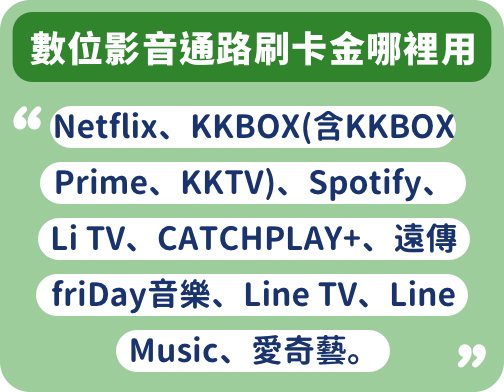 數位影音通路刷卡金哪裡用
“
Netflix、KKBOX(含KKBOX
Prime、KKTV)、Spotify、
Li TV、CATCHPLAY+、遠傳
friDay音樂、Line TV、Line
Music、愛奇藝。
”